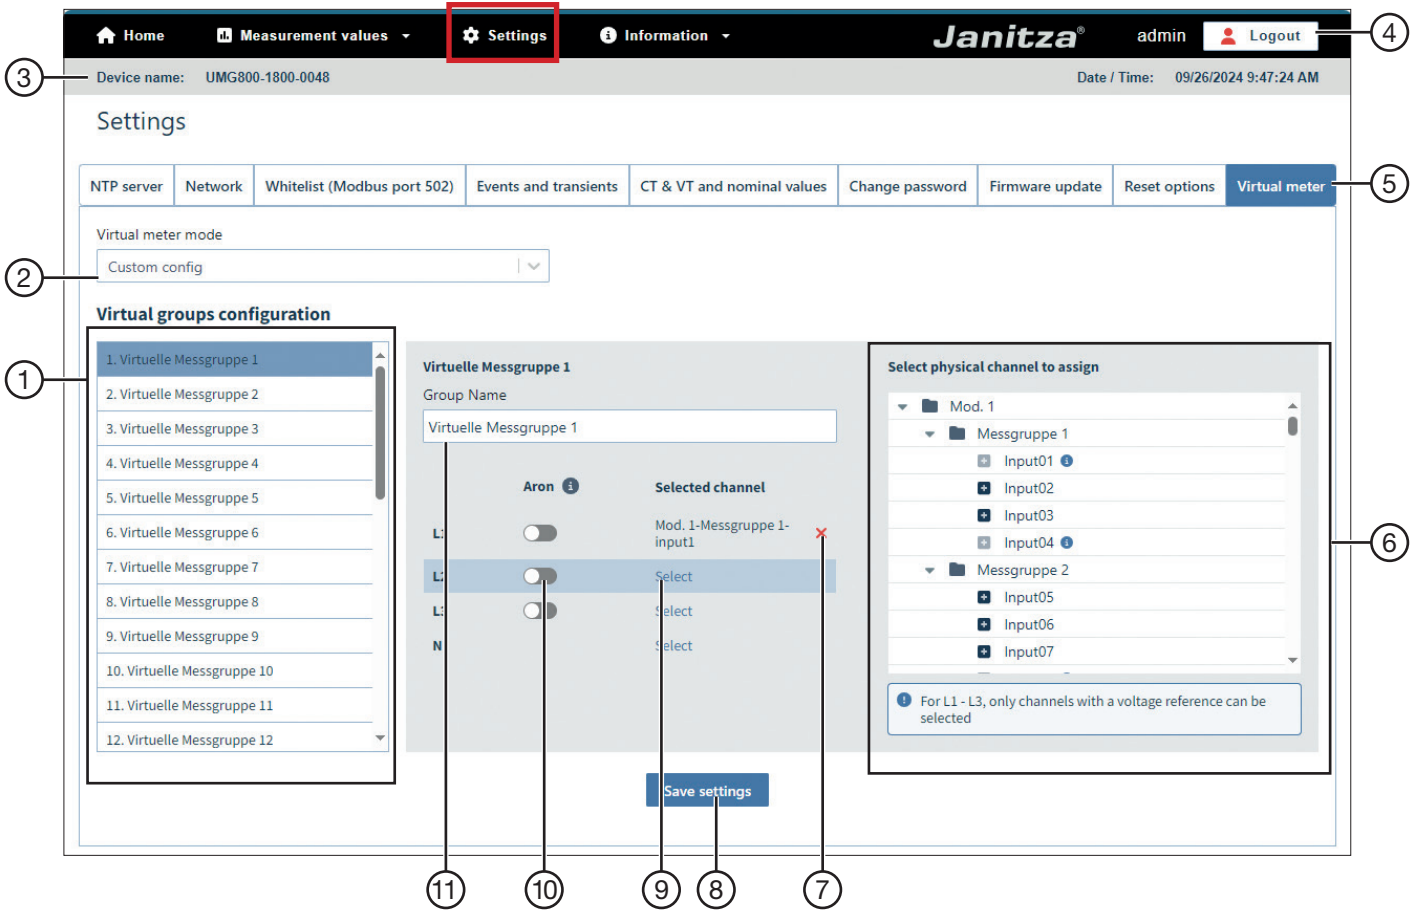 Home
Measurement values
Settings
Information
Janitza®
admin
Logout
4
3
Device name: UMG800-1800-0048
Date / Time: 09/26/2024 9:47:24 AM
Settings
NTP server
Network
Whitelist (Modbus port 502)
Events and transients
CT & VT and nominal values
Change password
Firmware update
Reset options
Virtual meter
5
Virtual meter mode
2
Custom config
Virtual groups configuration
1
1. Virtuelle Messgruppe 1
2. Virtuelle Messgruppe 2
3. Virtuelle Messgruppe 3
4. Virtuelle Messgruppe 4
5. Virtuelle Messgruppe 5
6. Virtuelle Messgruppe 6
7. Virtuelle Messgruppe 7
8. Virtuelle Messgruppe 8
9. Virtuelle Messgruppe 9
10. Virtuelle Messgruppe 10
11. Virtuelle Messgruppe 11
12. Virtuelle Messgruppe 12
Virtuelle Messgruppe 1
Group Name
Virtuelle Messgruppe 1
Aron
Selected channel
L1
Mod. 1-Messgruppe 1-
input1
L2
Select
L3
Select
N
Select
Select physical channel to assign
Mod. 1
Messgruppe 1
Input01
Input02
Input03
Input04
6
Messgruppe 2
Input05
Input06
Input07
For L1 - L3, only channels with a voltage reference can be
selected
Save settings
11
10
9
8
7